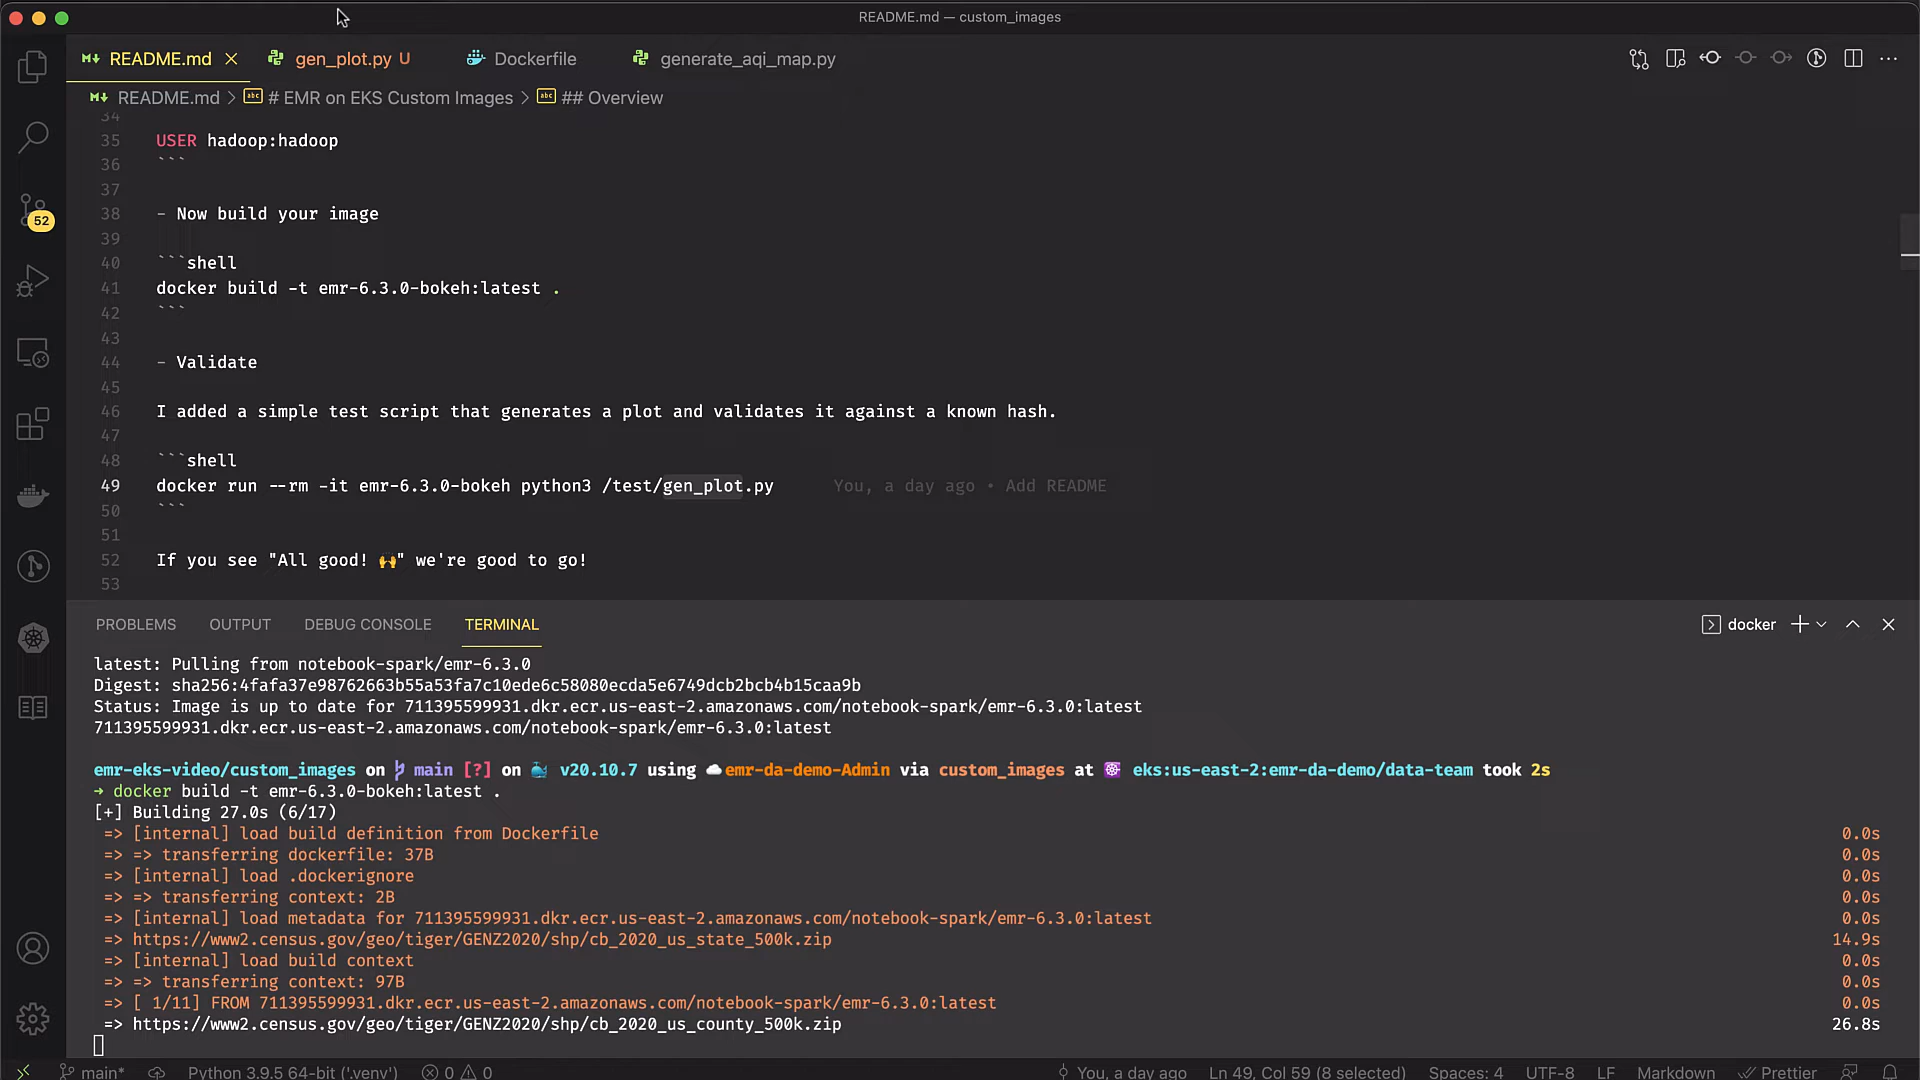 README.md — custom_images
README.md
gen_plot.py U
Dockerfile
generate_aqi_map.py
README.md > # EMR on EKS Custom Images > ## Overview
34
35 USER hadoop:hadoop
36 ```
37
38 - Now build your image
39
40 ```shell
41 docker build -t emr-6.3.0-bokeh:latest .
42 ```
43
44 - Validate
45
46 I added a simple test script that generates a plot and validates it against a known hash.
47
48 ```shell
49 docker run --rm -it emr-6.3.0-bokeh python3 /test/gen_plot.py You, a day ago • Add README
50 ```
51
52 If you see "All good! 🙌" we're good to go!
53
52
PROBLEMS OUTPUT DEBUG CONSOLE TERMINAL
docker
latest: Pulling from notebook-spark/emr-6.3.0
Digest: sha256:4fafa37e98762663b55a53fa7c10ede6c58080ecda5e6749dcb2bcb4b15caa9b
Status: Image is up to date for 711395599931.dkr.ecr.us-east-2.amazonaws.com/notebook-spark/emr-6.3.0:latest
711395599931.dkr.ecr.us-east-2.amazonaws.com/notebook-spark/emr-6.3.0:latest
emr-eks-video/custom_images on main [?] on 🐳 v20.10.7 using ☁️emr-da-demo-Admin via custom_images at ☸ eks:us-east-2:emr-da-demo/data-team took 2s
→ docker build -t emr-6.3.0-bokeh:latest .
[+] Building 27.0s (6/17)
=> [internal] load build definition from Dockerfile 0.0s
=> => transferring dockerfile: 37B 0.0s
=> [internal] load .dockerignore 0.0s
=> => transferring context: 2B 0.0s
=> [internal] load metadata for 711395599931.dkr.ecr.us-east-2.amazonaws.com/notebook-spark/emr-6.3.0:latest 0.0s
=> https://www2.census.gov/geo/tiger/GENZ2020/shp/cb_2020_us_state_500k.zip 14.9s
=> [internal] load build context 0.0s
=> => transferring context: 97B 0.0s
=> [ 1/11] FROM 711395599931.dkr.ecr.us-east-2.amazonaws.com/notebook-spark/emr-6.3.0:latest 0.0s
=> https://www2.census.gov/geo/tiger/GENZ2020/shp/cb_2020_us_county_500k.zip 26.8s
main* Python 3.9.5 64-bit ('.venv') 0 0 You, a day ago Ln 49, Col 59 (8 selected) Spaces: 4 UTF-8 LF Markdown Prettier